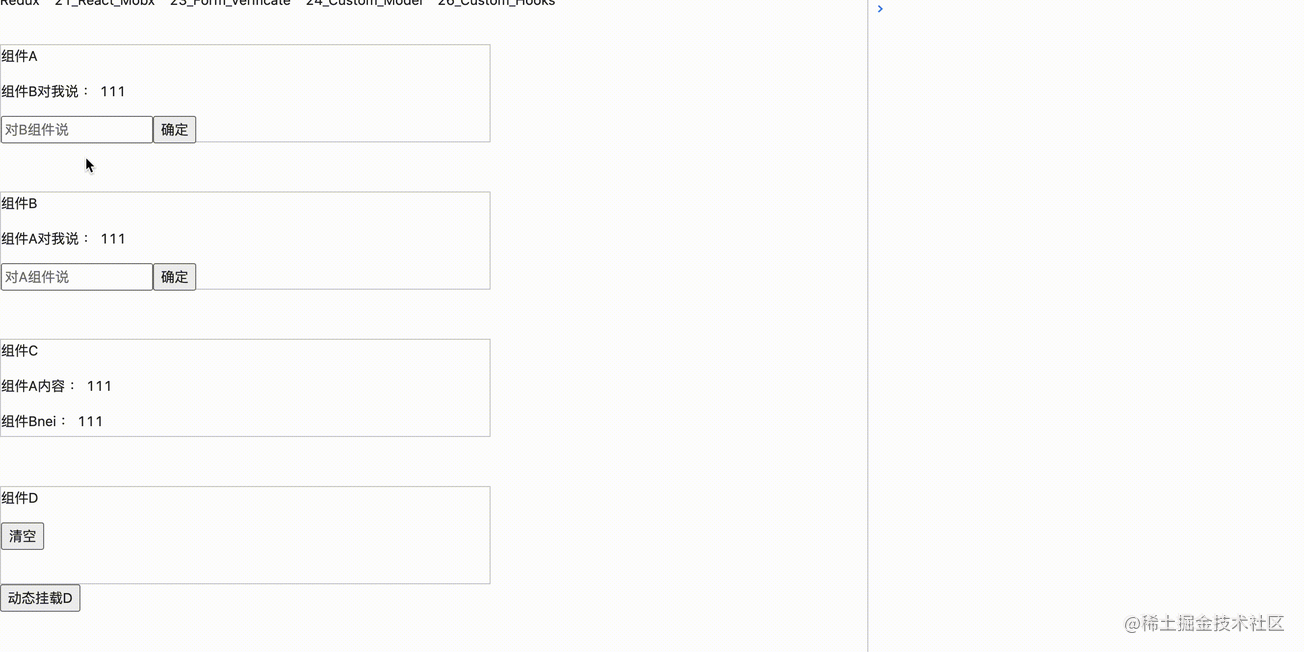 Redux 21_React_Mobx 23_Form_Verificate 24_Custom_Model 26_Custom_Hooks
组件A
组件B对我说： 111
对B组件说 确定
组件B
组件A对我说： 111
对A组件说 确定
组件C
组件A内容： 111
组件Bnei： 111
组件D
清空
动态挂载D
@稀土掘金技术社区